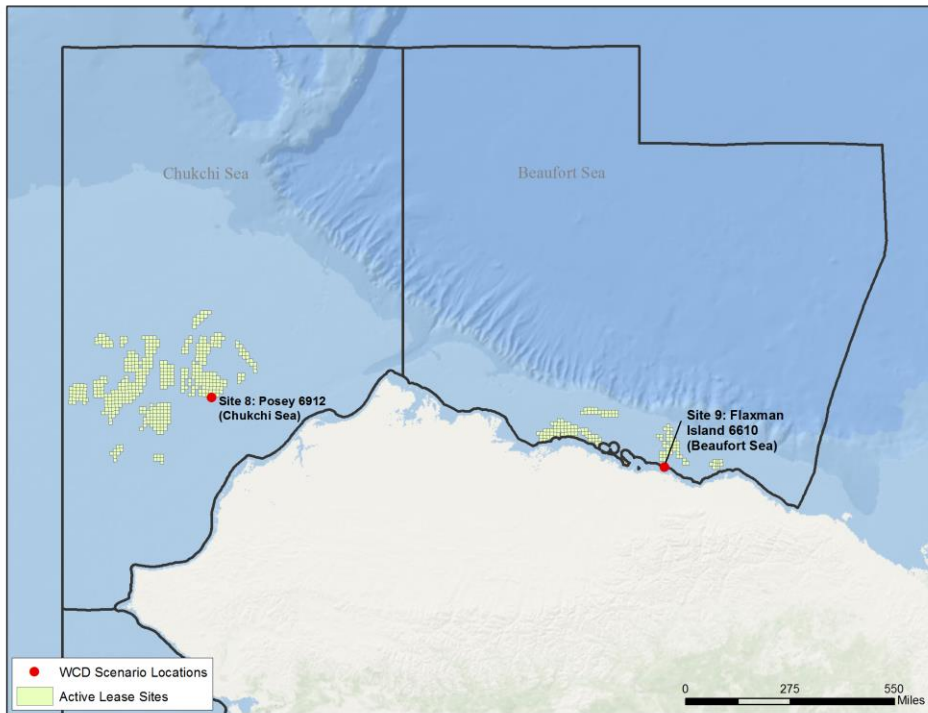 Chukchi Sea
Beaufort Sea
Site 8: Posey 6912
(Chukchi Sea)
Site 9: Flaxman
Island 6610
(Beaufort Sea)
WCD Scenario Locations
Active Lease Sites
0 275 550
Miles